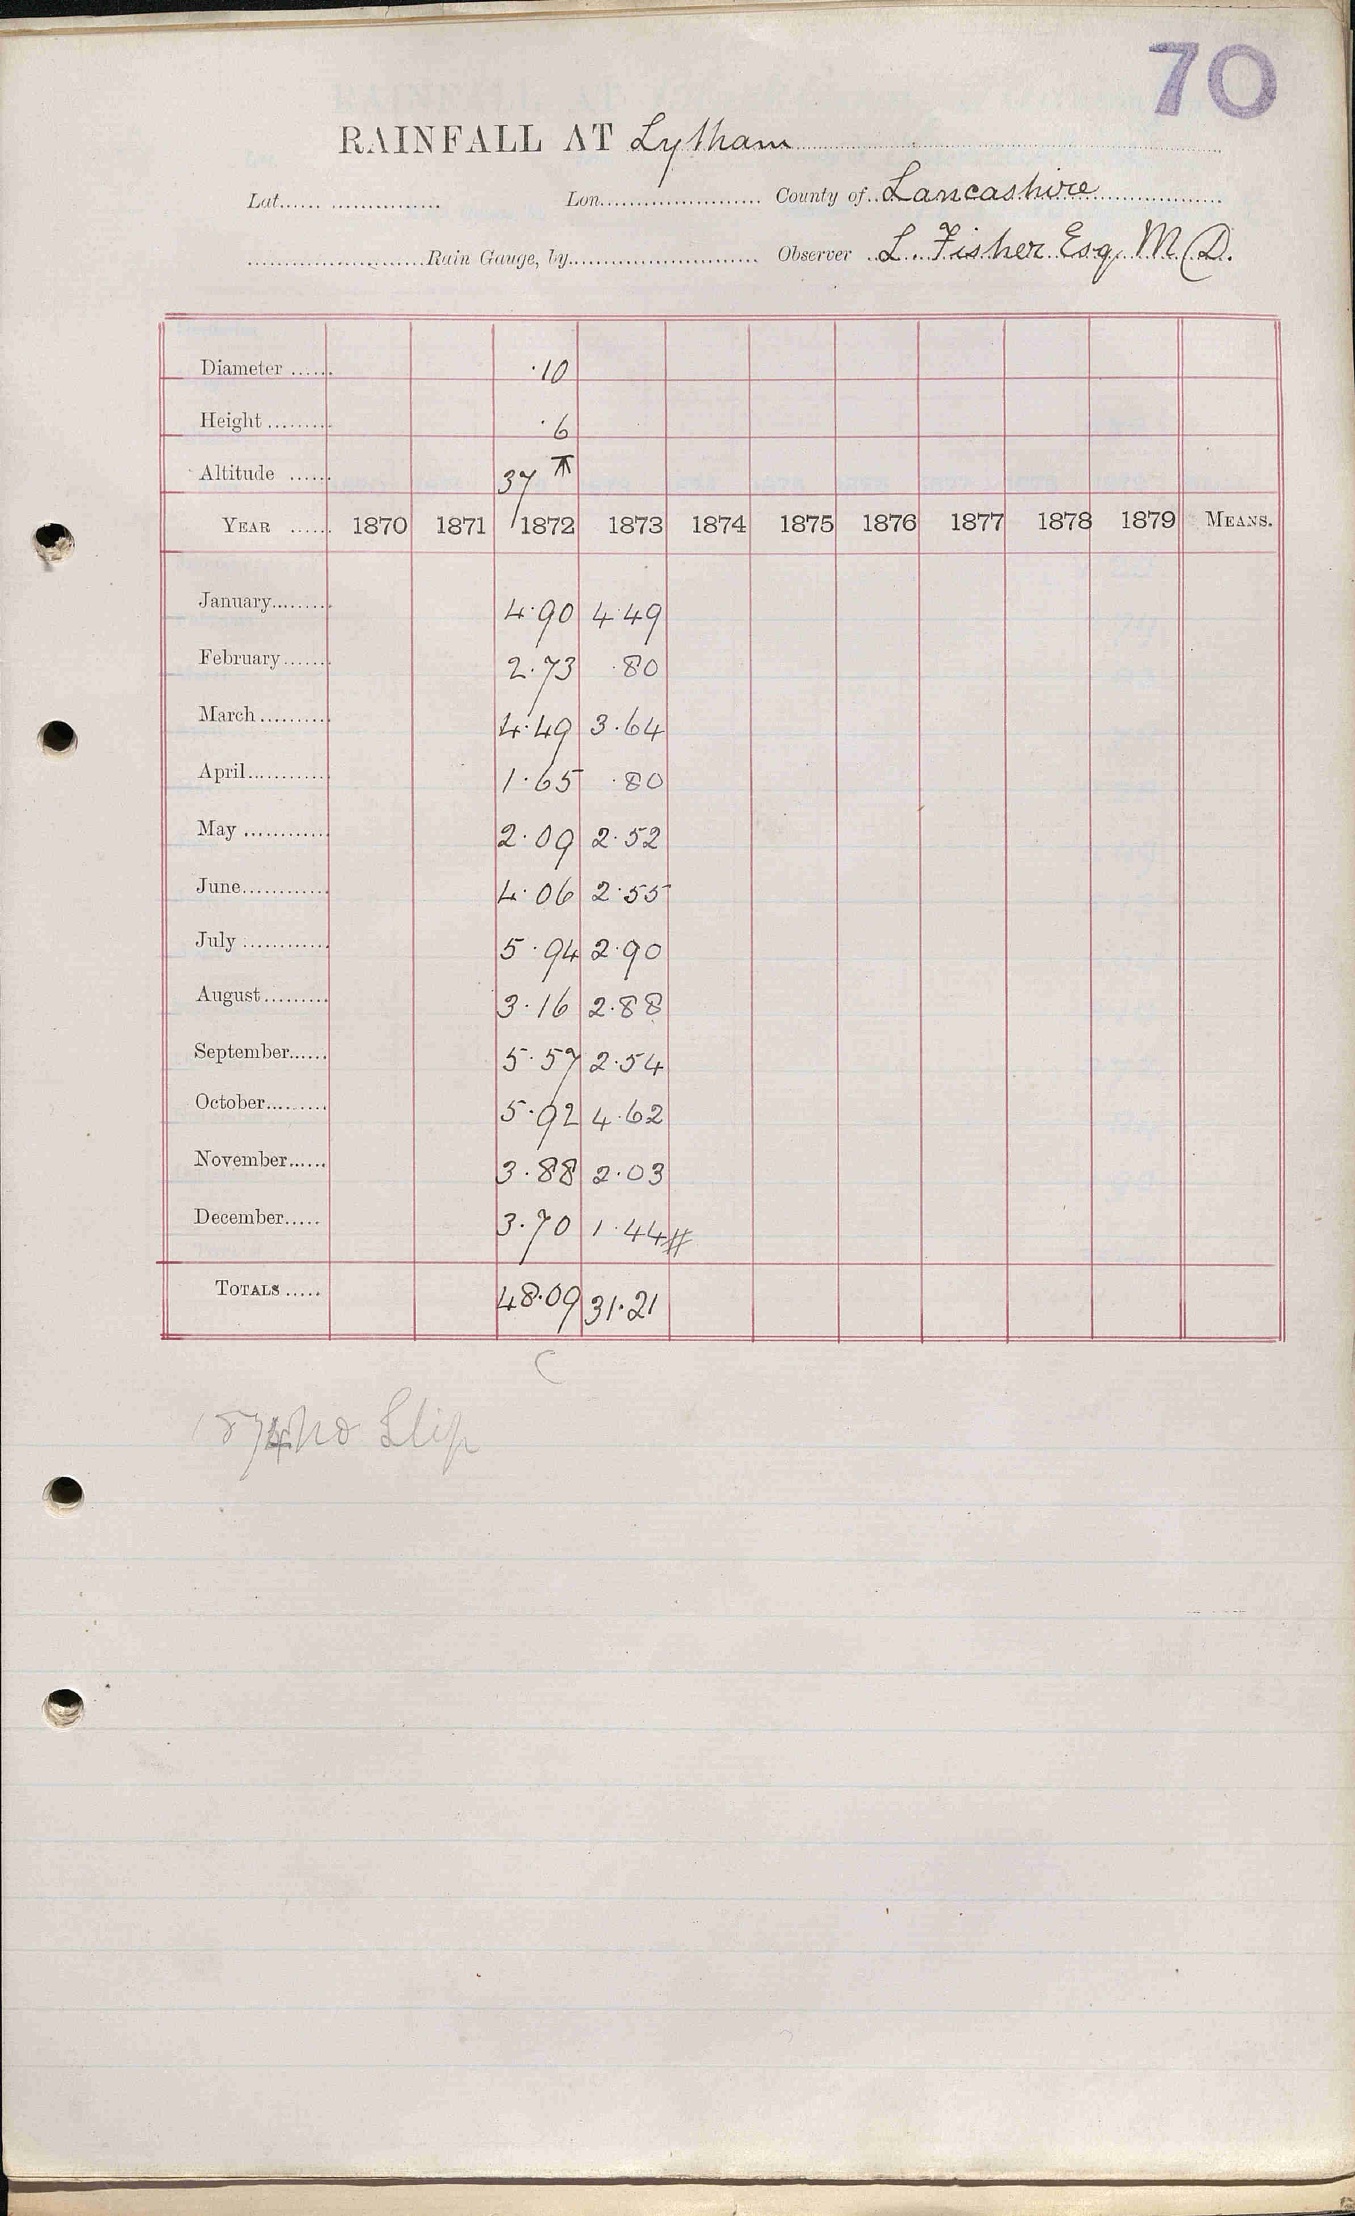 70
RAINFALL AT Lytham
Lat. Lon. County of Lancashire
Rain Gauge, by Observer L. Fisher Esq. M.D.
Diameter ·10
Height ·6
Altitude 37
YEAR 1870 1871 1872 1873 1874 1875 1876 1877 1878 1879 MEANS.
January 4·90 4·49
February 2·73 ·80
March 4·49 3·64
April 1·65 ·80
May 2·09 2·52
June 4·06 2·55
July 5·94 2·90
August 3·16 2·88
September 5·57 2·54
October 5·92 4·62
November 3·88 2·03
December 3·70 1·44 #
TOTALS 48·09 31·21
C
1874 no Slip